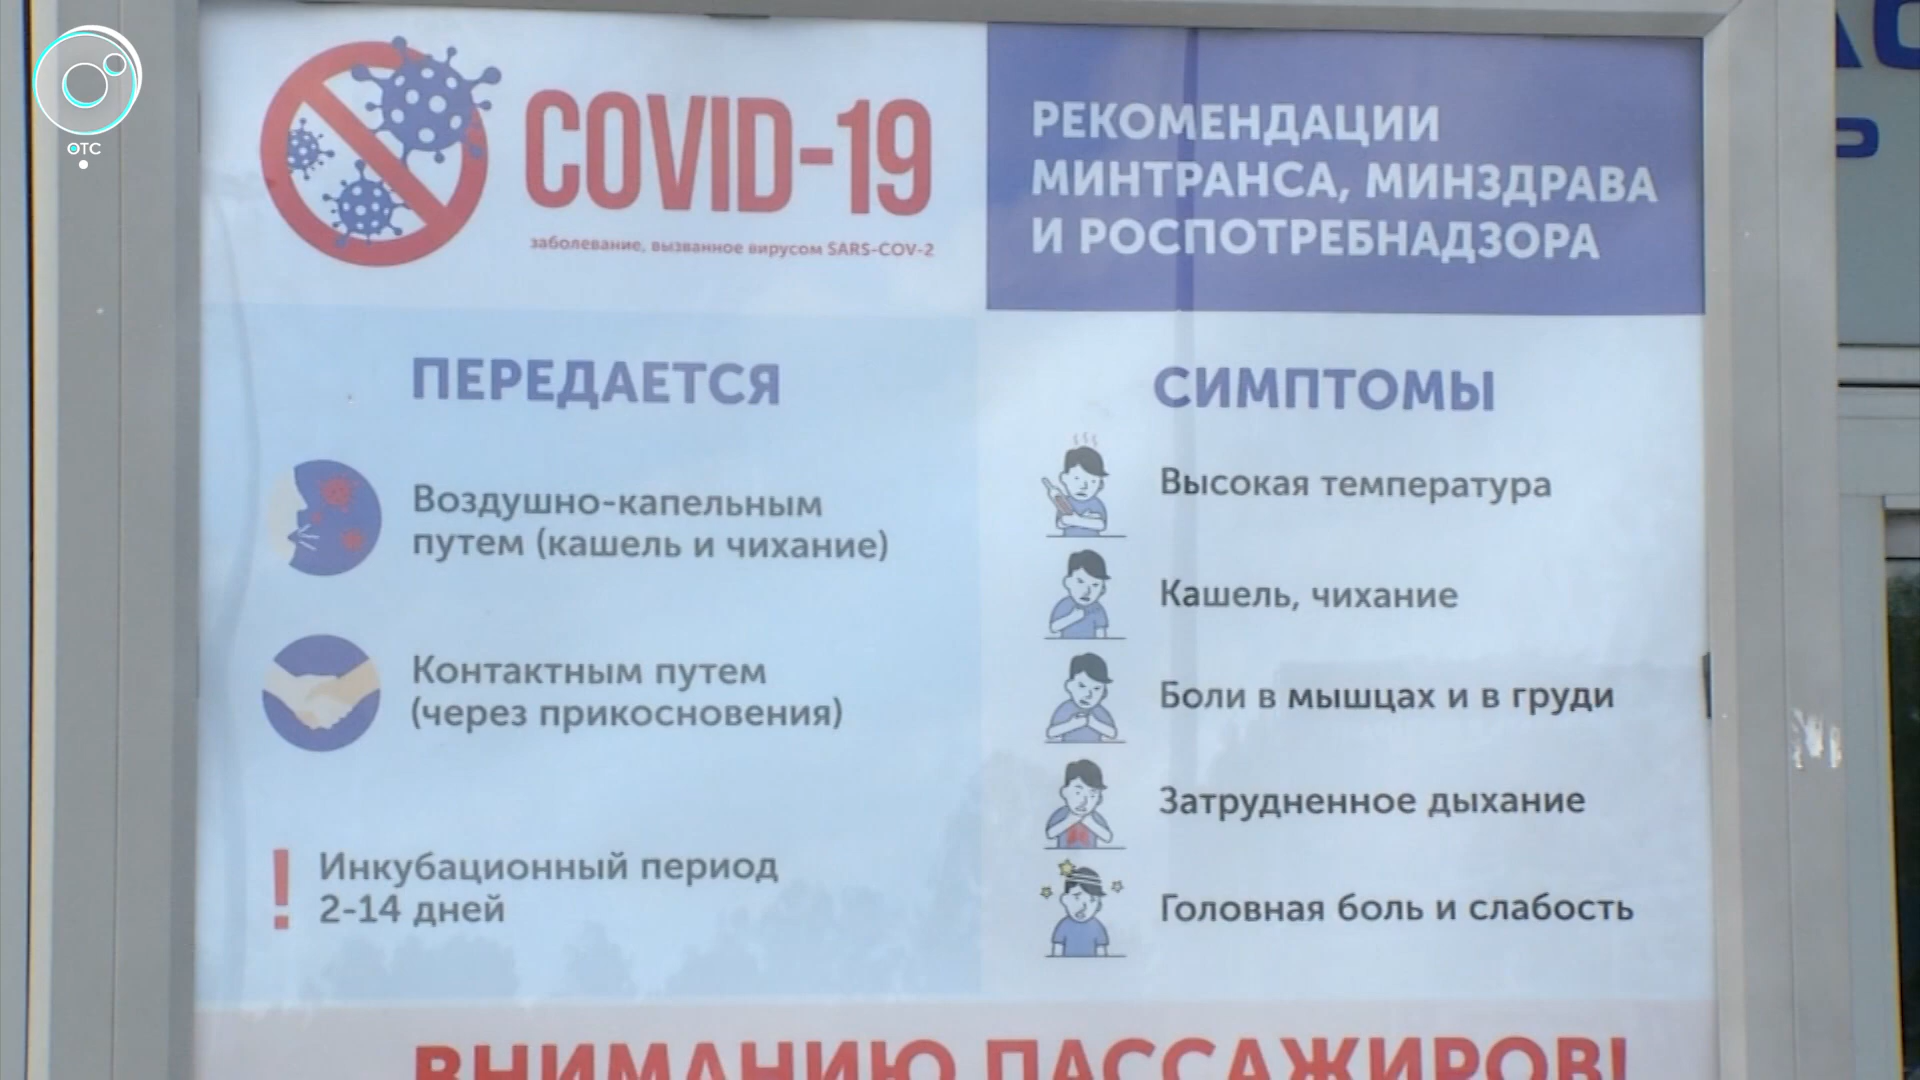 ОТС
COVID-19
заболевание, вызванное вирусом SARS-COV-2
РЕКОМЕНДАЦИИ
МИНТРАНСА, МИНЗДРАВА
И РОСПОТРЕБНАДЗОРА
ПЕРЕДАЕТСЯ
Воздушно-капельным
путем (кашель и чихание)
Контактным путем
(через прикосновения)
Инкубационный период
2-14 дней
СИМПТОМЫ
Высокая температура
Кашель, чихание
Боли в мышцах и в груди
Затрудненное дыхание
Головная боль и слабость
ВНИМАНИЮ ПАССАЖИРОВ!